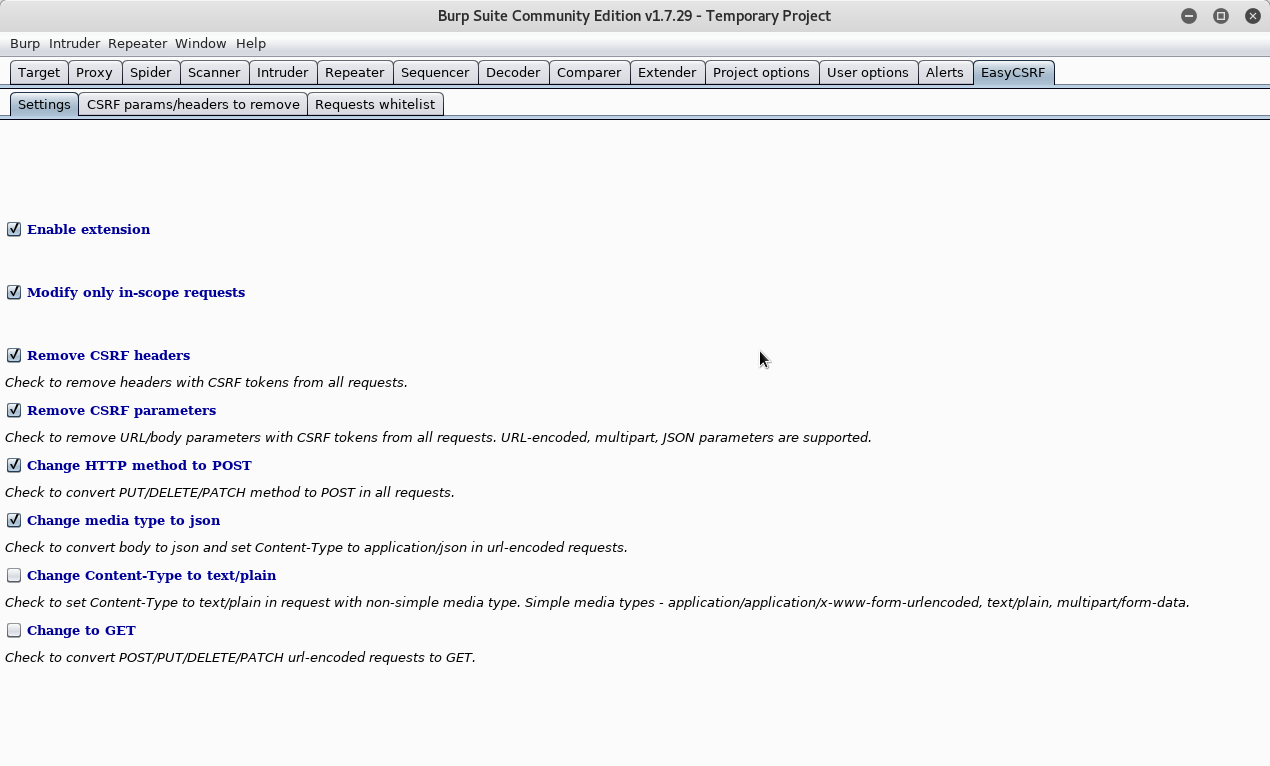 Burp Suite Community Edition v1.7.29 - Temporary Project
Burp Intruder Repeater Window Help
Target Proxy Spider Scanner Intruder Repeater Sequencer Decoder Comparer Extender Project options User options Alerts EasyCSRF
Settings CSRF params/headers to remove Requests whitelist
Enable extension
Modify only in-scope requests
Remove CSRF headers
Check to remove headers with CSRF tokens from all requests.
Remove CSRF parameters
Check to remove URL/body parameters with CSRF tokens from all requests. URL-encoded, multipart, JSON parameters are supported.
Change HTTP method to POST
Check to convert PUT/DELETE/PATCH method to POST in all requests.
Change media type to json
Check to convert body to json and set Content-Type to application/json in url-encoded requests.
Change Content-Type to text/plain
Check to set Content-Type to text/plain in request with non-simple media type. Simple media types - application/application/x-www-form-urlencoded, text/plain, multipart/form-data.
Change to GET
Check to convert POST/PUT/DELETE/PATCH url-encoded requests to GET.